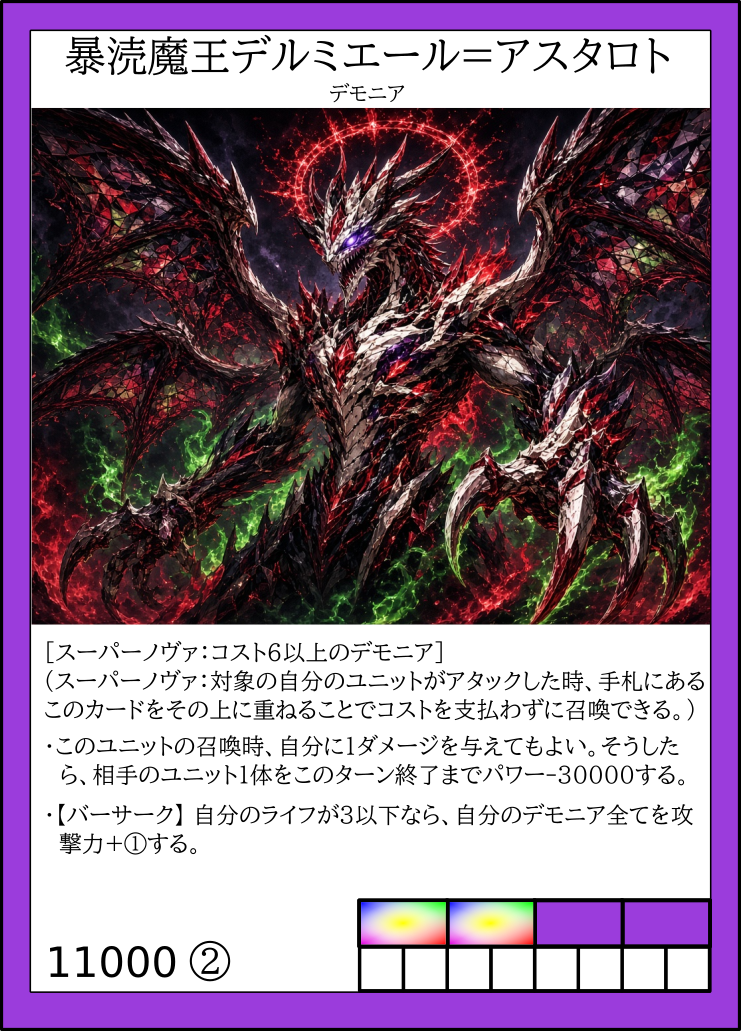 暴涜魔王デルミエール＝アスタロト
デモニア
［スーパーノヴァ：コスト6以上のデモニア］
（スーパーノヴァ：対象の自分のユニットがアタックした時、手札にある
このカードをその上に重ねることでコストを支払わずに召喚できる。）
・このユニットの召喚時、自分に1ダメージを与えてもよい。そうした
ら、相手のユニット1体をこのターン終了までパワー-30000する。
・【バーサーク】 自分のライフが3以下なら、自分のデモニア全てを攻
撃力＋①する。
11000 ②